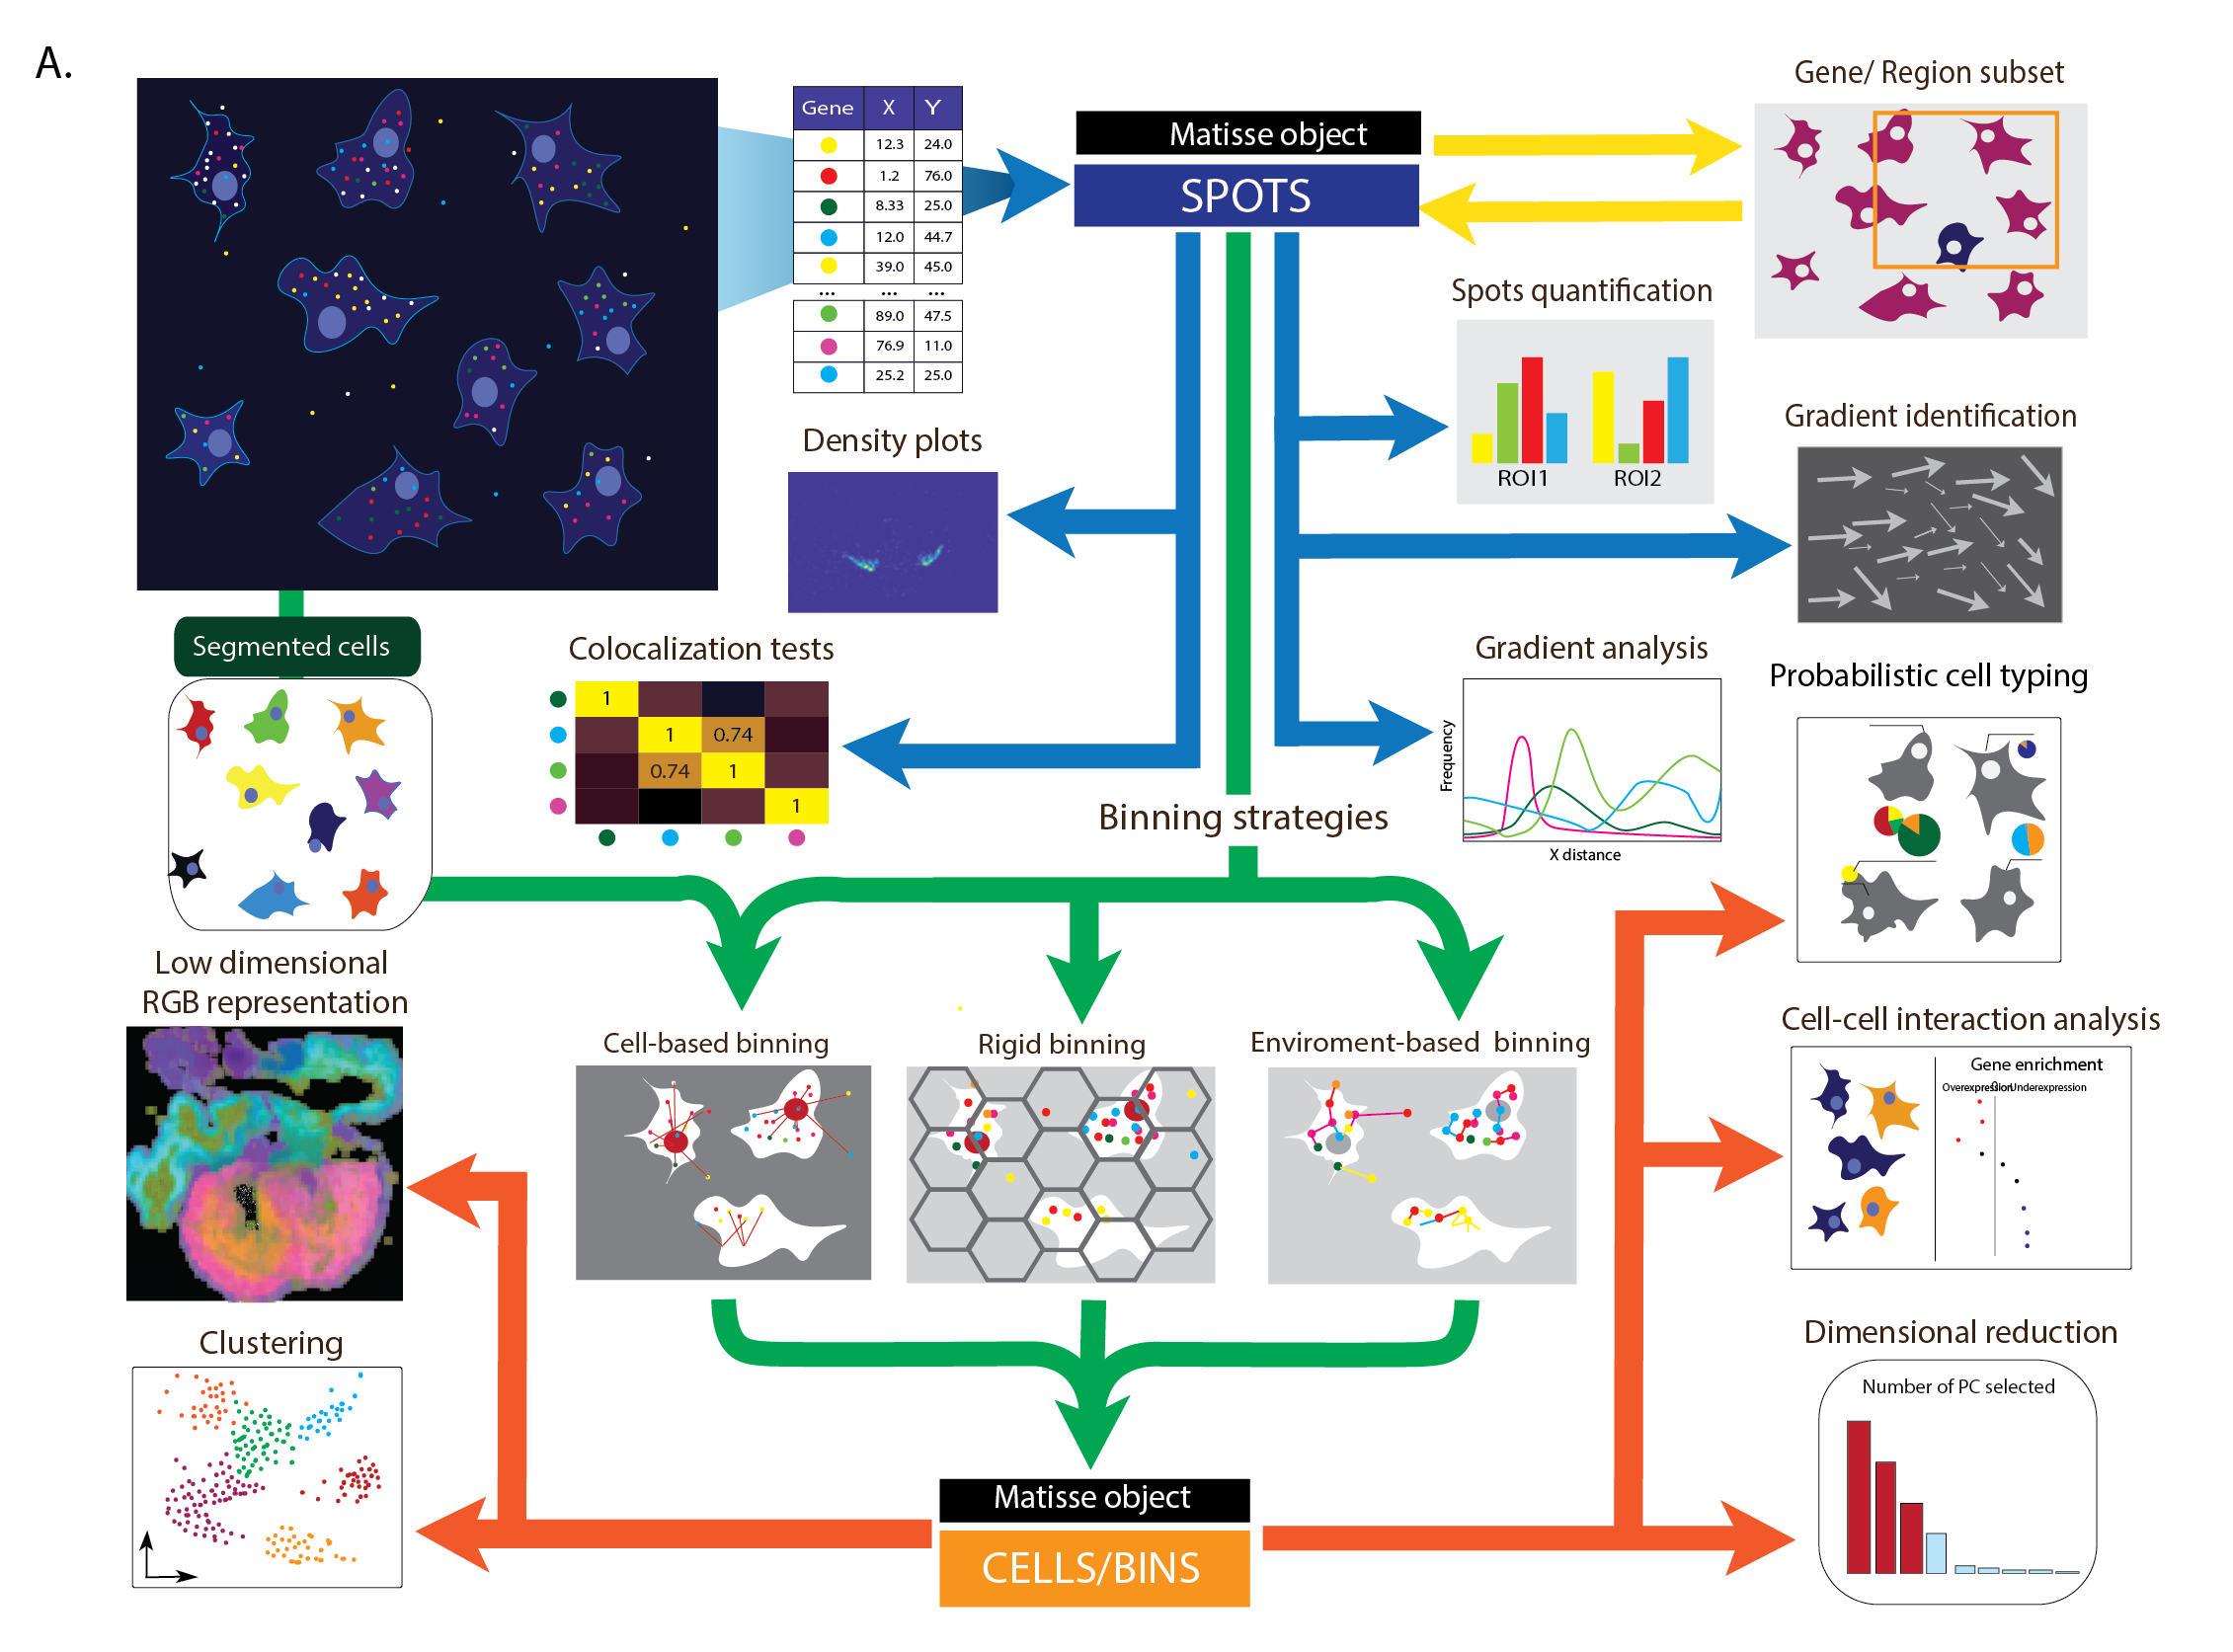 A.
Gene X Y
12.3 24.0
1.2 76.0
8.33 25.0
12.0 44.7
39.0 45.0
... ... ...
89.0 47.5
76.9 11.0
25.2 25.0
Matisse object
SPOTS
Gene/ Region subset
Spots quantification
ROI1 ROI2
Gradient identification
Density plots
Segmented cells
Colocalization tests
1
1 0.74
0.74 1
1
Gradient analysis
Frequency
X distance
Probabilistic cell typing
Binning strategies
Low dimensional
RGB representation
Cell-based binning
Rigid binning
Enviroment-based binning
Cell-cell interaction analysis
Gene enrichment
Overexpression
Underexpression
Clustering
Dimensional reduction
Number of PC selected
Matisse object
CELLS/BINS